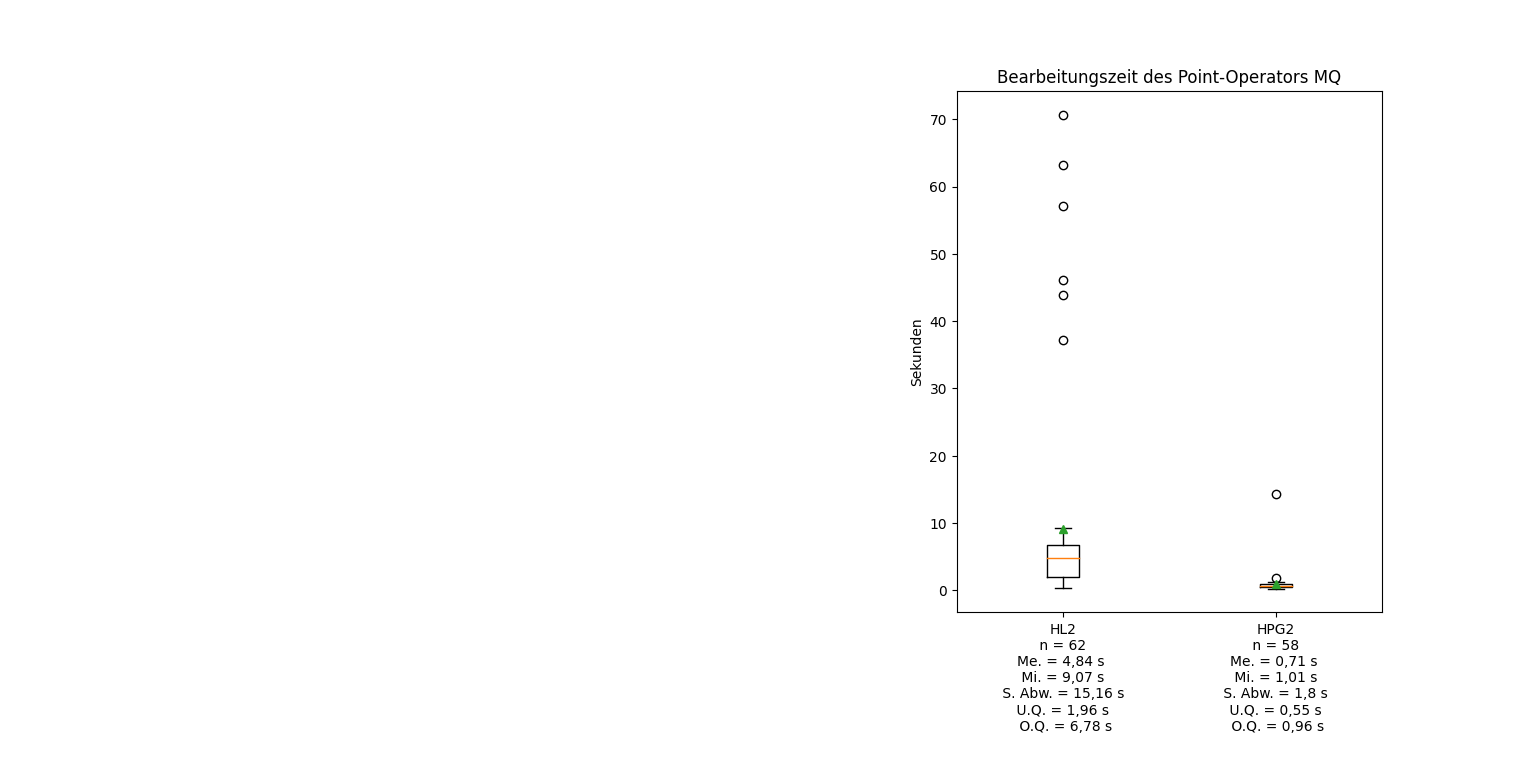 Bearbeitungszeit des Point-Operators MQ
70
60
50
40
30
20
10
0
Sekunden
HL2
n = 62
Me. = 4,84 s
Mi. = 9,07 s
S. Abw. = 15,16 s
U.Q. = 1,96 s
O.Q. = 6,78 s
HPG2
n = 58
Me. = 0,71 s
Mi. = 1,01 s
S. Abw. = 1,8 s
U.Q. = 0,55 s
O.Q. = 0,96 s